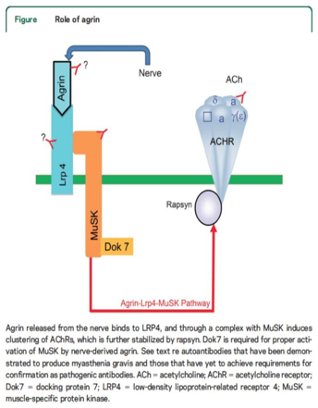 Figure Role of agrin
?
Nerve
ACh
Agrin
δ a
a γ(ε)
?
ACHR
Lrp 4
MuSK
Rapsyn
Dok 7
Agrin-Lrp4-MuSK Pathway
Agrin released from the nerve binds to LRP4, and through a complex with MuSK induces
clustering of AChRs, which is further stabilized by rapsyn. Dok7 is required for proper acti-
vation of MuSK by nerve-derived agrin. See text re autoantibodies that have been demon-
strated to produce myasthenia gravis and those that have yet to achieve requirements for
confirmation as pathogenic antibodies. ACh = acetylcholine; AChR = acetylcholine receptor;
Dok7 = docking protein 7; LRP4 = low-density lipoprotein-related receptor 4; MuSK =
muscle-specific protein kinase.